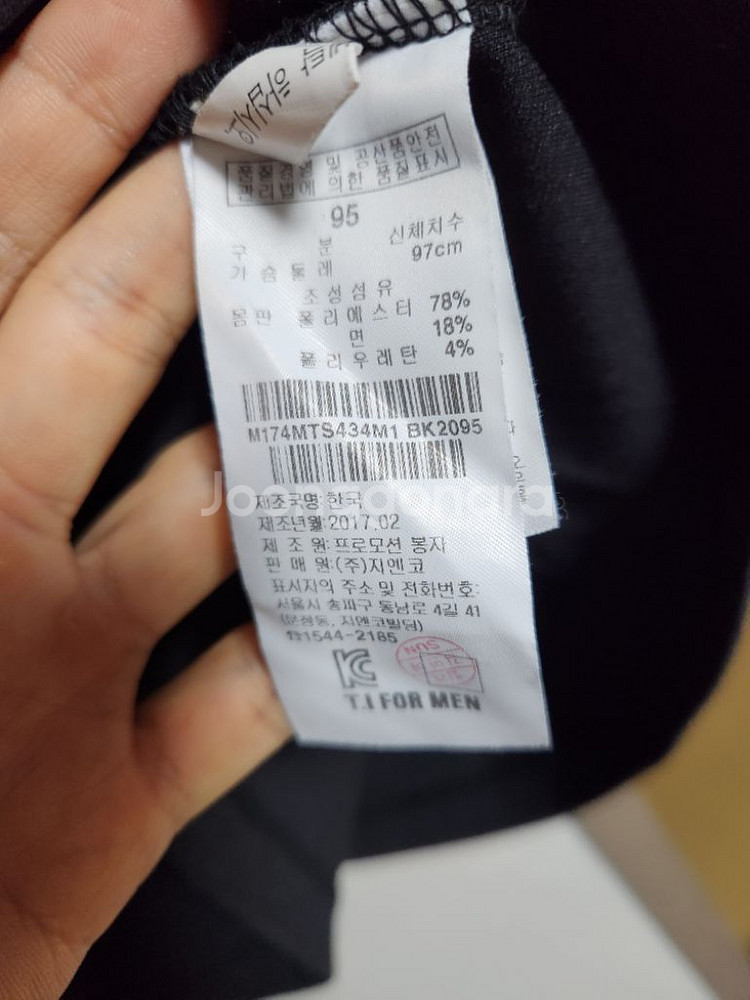 하십시오
품질경영 및 공산품안전
관리법에 의한 품질표시
95
구 분 신체치수
가 슴 둘 레 97cm
조성섬유
몸 판 폴 리 에 스 터 78%
면 18%
폴 리 우 레 탄 4%
M174MTS434M1 BK2095
제조국명:한국
제조년월:2017.02
제 조 원:프로모션 봉자
판 매 원:(주)지엔코
표시자의 주소 및 전화번호:
서울시 송파구 동남로 4길 41
(문정동, 지엔코빌딩)
☎1544-2185
SUN
T.I FOR MEN
Joonsdonara